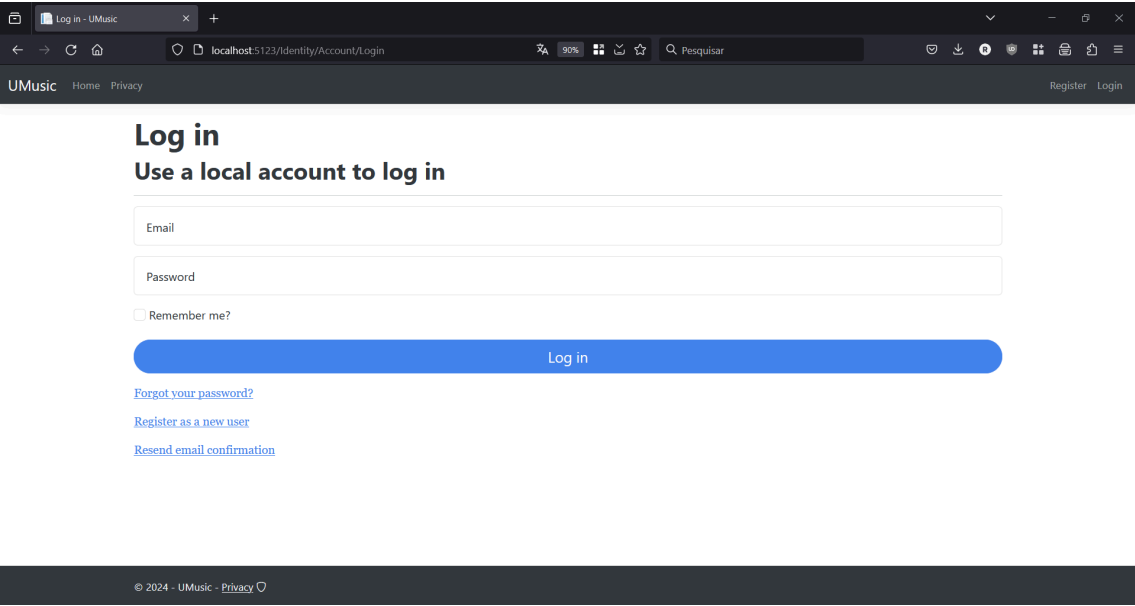 Log in - UMusic
localhost:5123/Identity/Account/Login
90%
Pesquisar
R
UMusic Home Privacy Register Login
Log in
Use a local account to log in
Email
Password
Remember me?
Log in
Forgot your password?
Register as a new user
Resend email confirmation
© 2024 - UMusic - Privacy